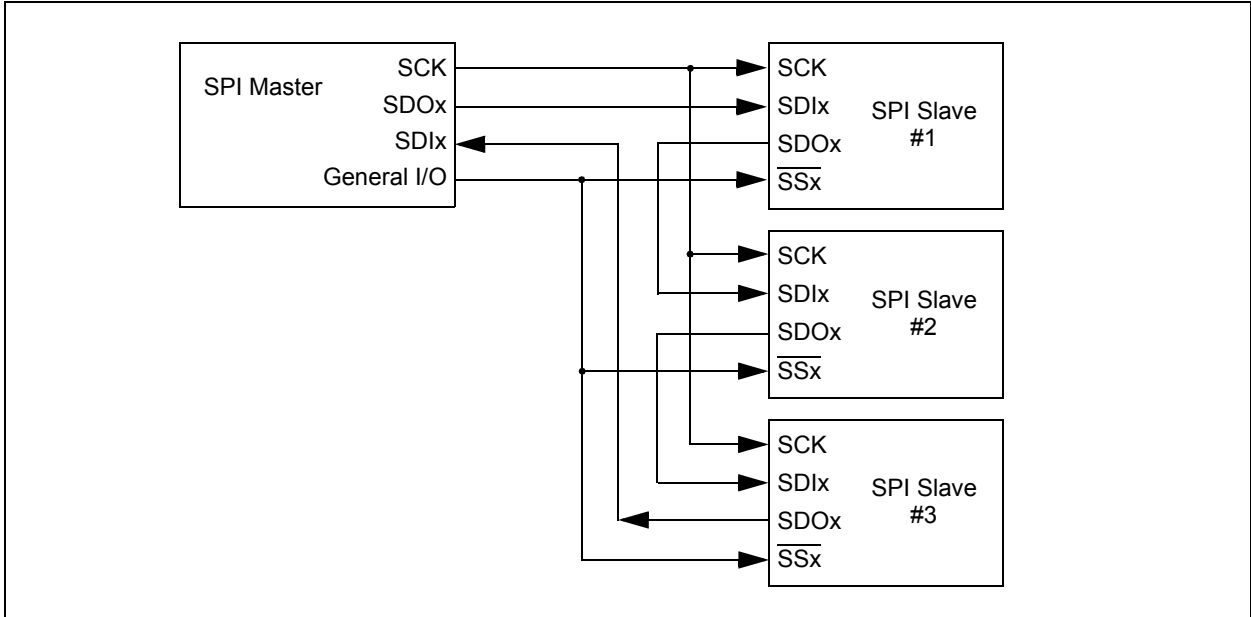 SPI Master
SCK
SDOx
SDIx
General I/O
SCK
SDIx
SDOx
SSx
SPI Slave
#1
SCK
SDIx
SDOx
SSx
SPI Slave
#2
SCK
SDIx
SDOx
SSx
SPI Slave
#3